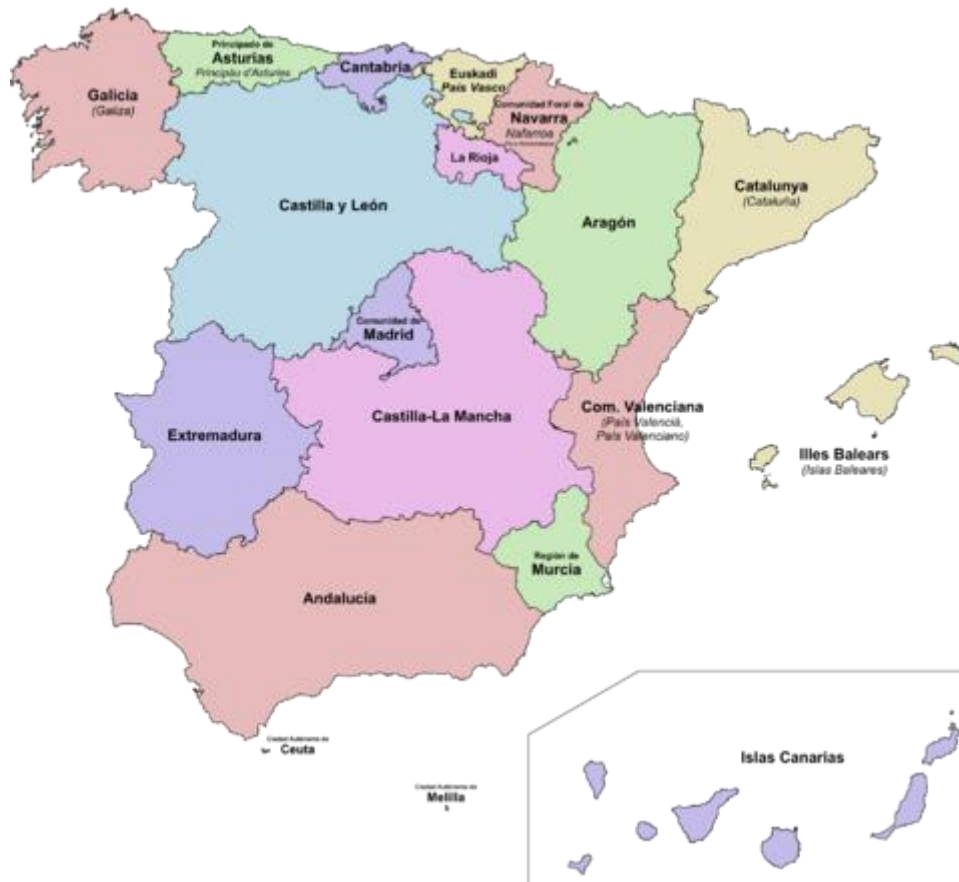 Principado de
Asturias
Principáu d'Asturies
Cantabria
Euskadi
País Vasco
Galicia
(Galiza)
Comunidad Foral de
Navarra
Nafarroa
La Rioja
Catalunya
(Cataluña)
Castilla y León
Aragón
Comunidad de
Madrid
Castilla-La Mancha
Com. Valenciana
(País Valencià,
País Valenciano)
Extremadura
Illes Balears
(Islas Baleares)
Región de
Murcia
Andalucía
Ciudad Autónoma de
Ceuta
Islas Canarias
Ciudad Autónoma de
Melilla